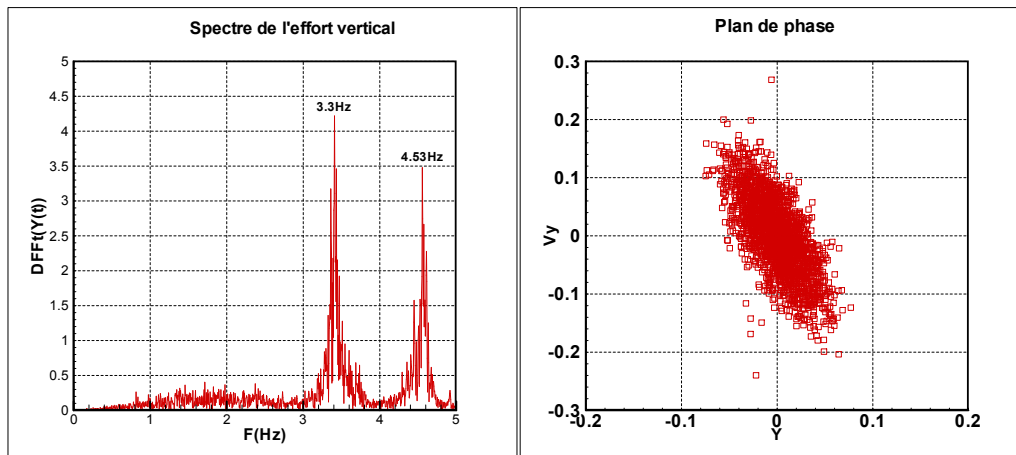 Spectre de l'effort vertical
5
4.5
4
3.5
3
2.5
2
1.5
1
0.5
0
DFFt(Y(t))
3.3Hz
4.53Hz
0 1 2 3 4 5
F(Hz)
Plan de phase
0.3
0.2
0.1
0
-0.1
-0.2
-0.3
Vy
-0.2 -0.1 0 0.1 0.2
Y